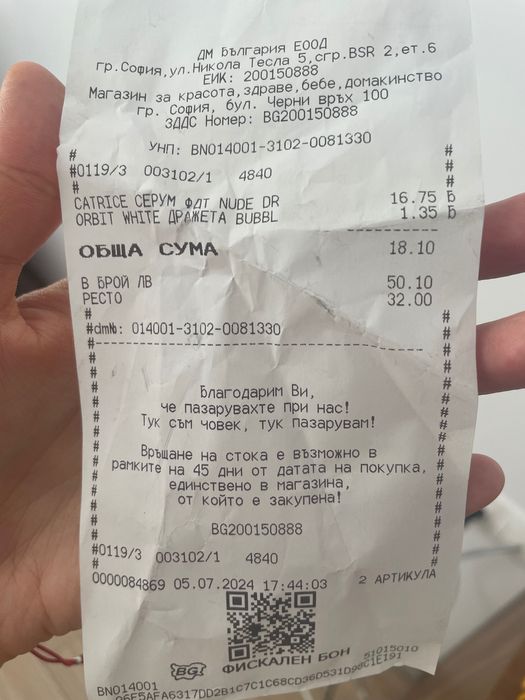 ДМ България ЕООД
гр.София,ул.Никола Тесла 5,сгр.BSR 2,ет.6
ЕИК: 200150888
Магазин за красота,здраве,бебе,домакинство
гр. София, бул. Черни връх 100
ЗДДС Номер: BG200150888
УНП: BN014001-3102-0081330
#0119/3 003102/1 4840
CATRICE СЕРУМ ФДТ NUDE DR 16.75 Б
ORBIT WHITE ДРАЖЕТА BUBBL 1.35 Б
ОБЩА СУМА 18.10
В БРОЙ ЛВ 50.10
РЕСТО 32.00
#dm№: 014001-3102-0081330
Благодарим Ви,
че пазарувахте при нас!
Тук съм човек, тук пазарувам!
Връщане на стока е възможно в
рамките на 45 дни от датата на покупка,
единствено в магазина,
от който е закупена!
BG200150888
#0119/3 003102/1 4840
0000084869 05.07.2024 17:44:03 2 АРТИКУЛА
BG ФИСКАЛЕН БОН 51015010
BN014001